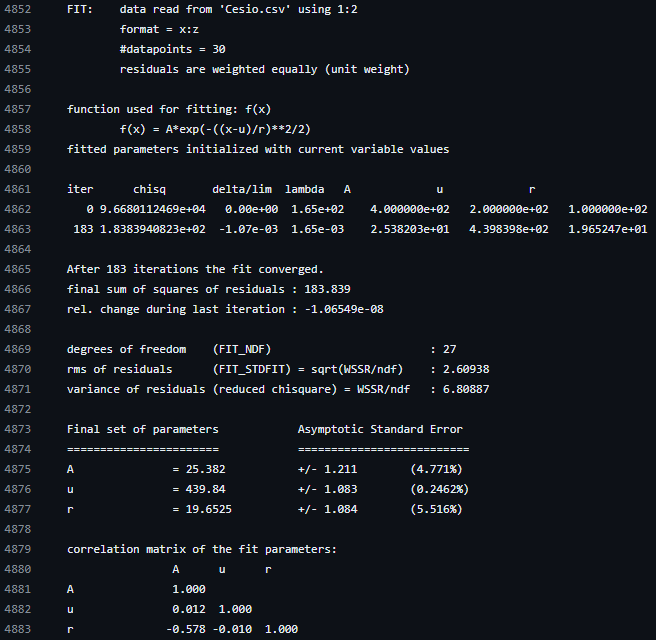 4852 FIT: data read from 'Cesio.csv' using 1:2
4853 format = x:z
4854 #datapoints = 30
4855 residuals are weighted equally (unit weight)
4856
4857 function used for fitting: f(x)
4858 f(x) = A*exp(-((x-u)/r)**2/2)
4859 fitted parameters initialized with current variable values
4860
4861 iter chisq delta/lim lambda A u r
4862 0 9.6680112469e+04 0.00e+00 1.65e+02 4.000000e+02 2.000000e+02 1.000000e+02
4863 183 1.8383940823e+02 -1.07e-03 1.65e-03 2.538203e+01 4.398398e+02 1.965247e+01
4864
4865 After 183 iterations the fit converged.
4866 final sum of squares of residuals : 183.839
4867 rel. change during last iteration : -1.06549e-08
4868
4869 degrees of freedom (FIT_NDF) : 27
4870 rms of residuals (FIT_STDFIT) = sqrt(WSSR/ndf) : 2.60938
4871 variance of residuals (reduced chisquare) = WSSR/ndf : 6.80887
4872
4873 Final set of parameters Asymptotic Standard Error
4874 ======================= ==========================
4875 A = 25.382 +/- 1.211 (4.771%)
4876 u = 439.84 +/- 1.083 (0.2462%)
4877 r = 19.6525 +/- 1.084 (5.516%)
4878
4879 correlation matrix of the fit parameters:
4880 A u r
4881 A 1.000
4882 u 0.012 1.000
4883 r -0.578 -0.010 1.000